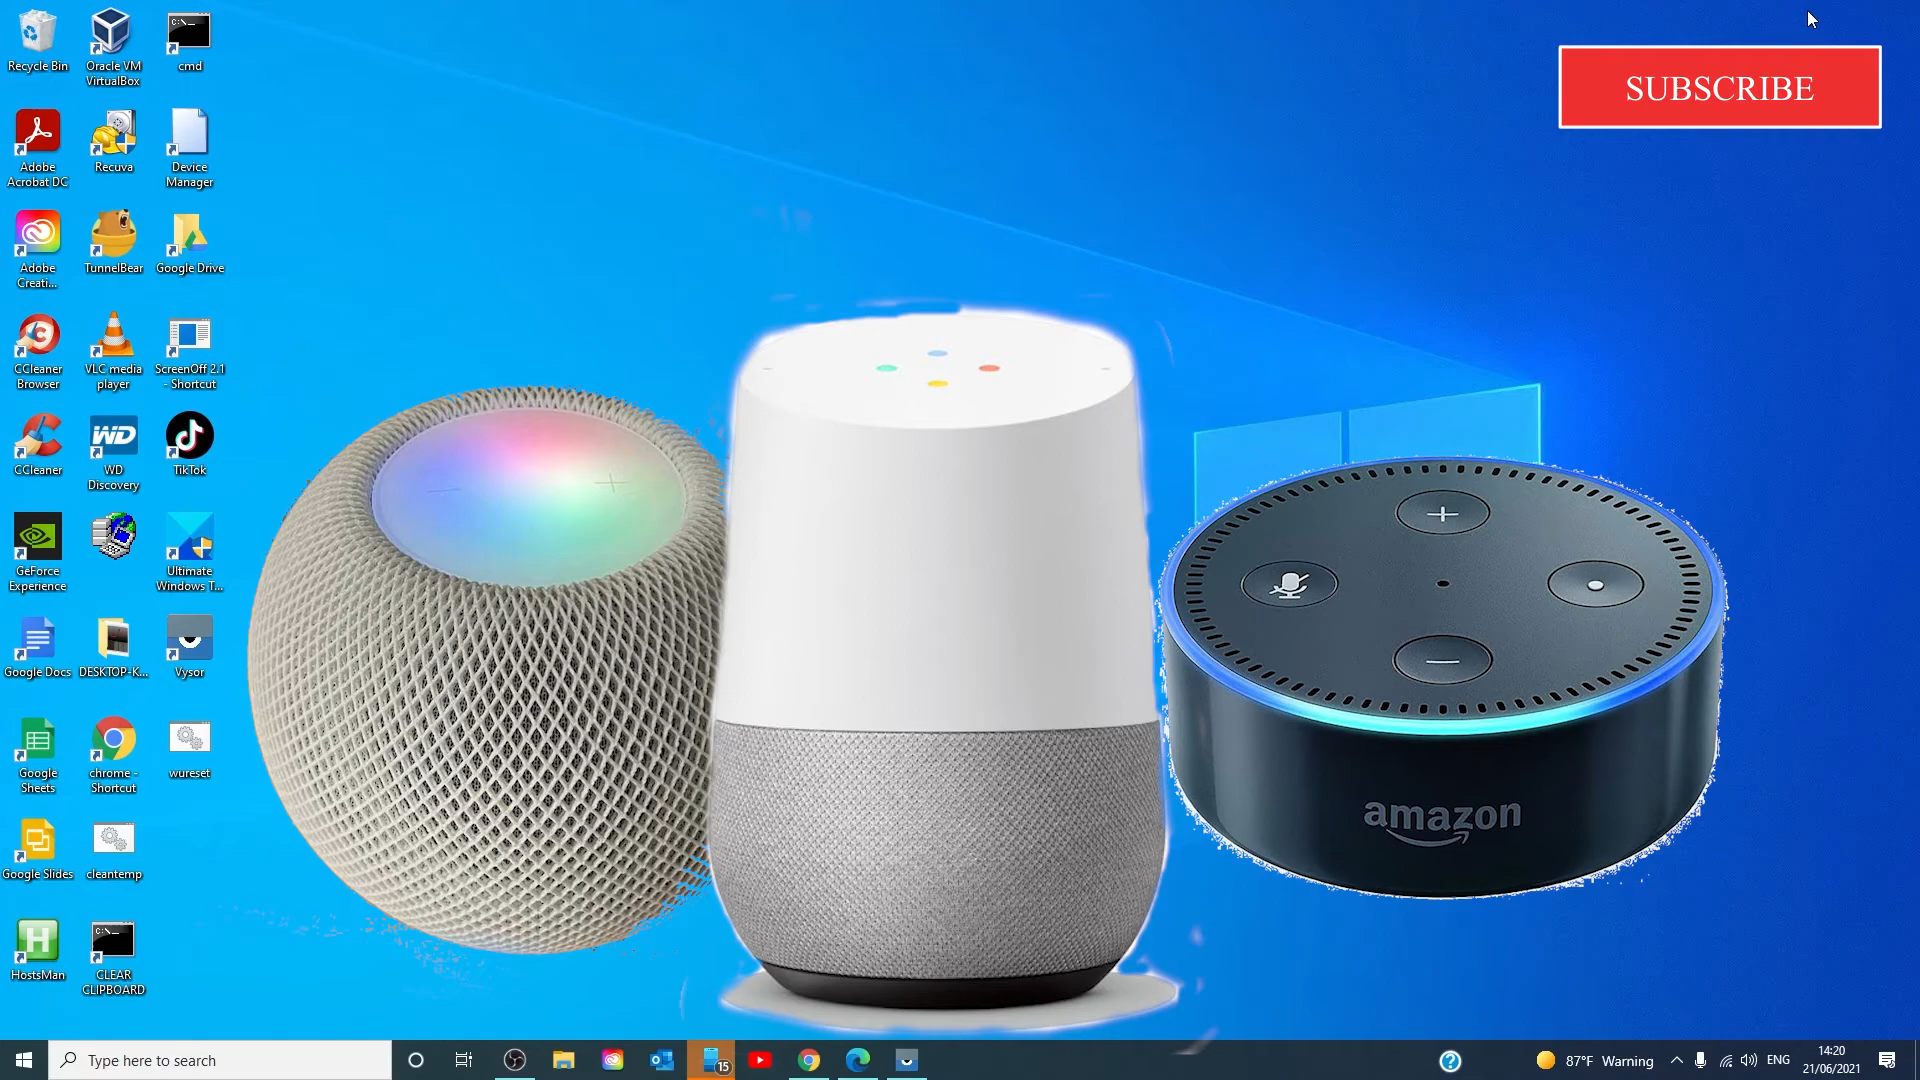 Recycle Bin
Oracle VM
VirtualBox
cmd
Adobe
Acrobat DC
Recuva
Device
Manager
Adobe
Creati...
TunnelBear
Google Drive
CCleaner
Browser
VLC media
player
ScreenOff 2.1
- Shortcut
CCleaner
WD
WD
Discovery
TikTok
GeForce
Experience
Ultimate
Windows T...
Google Docs
DESKTOP-K...
Vysor
Google
Sheets
chrome -
Shortcut
wureset
Google Slides
cleantemp
H
HostsMan
CLEAR
CLIPBOARD
SUBSCRIBE
amazon
Type here to search
15
87°F Warning
ENG
14:20
21/06/2021